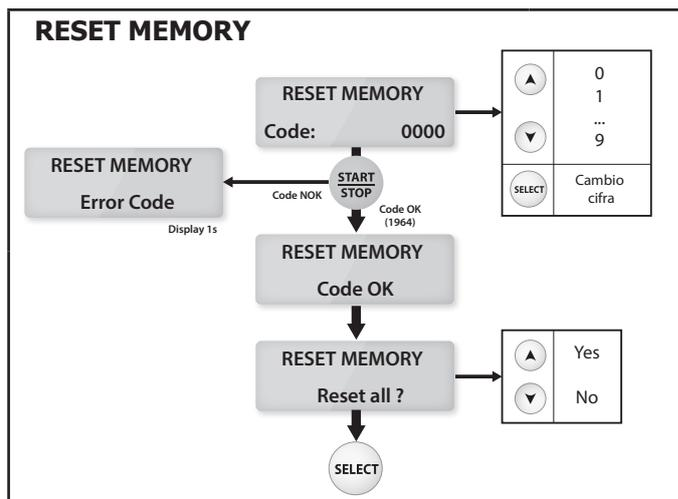 RESET MEMORY
RESET MEMORY
Code: 0000
0
1
...
9
SELECT
Cambio
cifra
START
STOP
RESET MEMORY
Error Code
Display 1s
Code NOK
Code OK
(1964)
RESET MEMORY
Code OK
RESET MEMORY
Reset all ?
Yes
No
SELECT